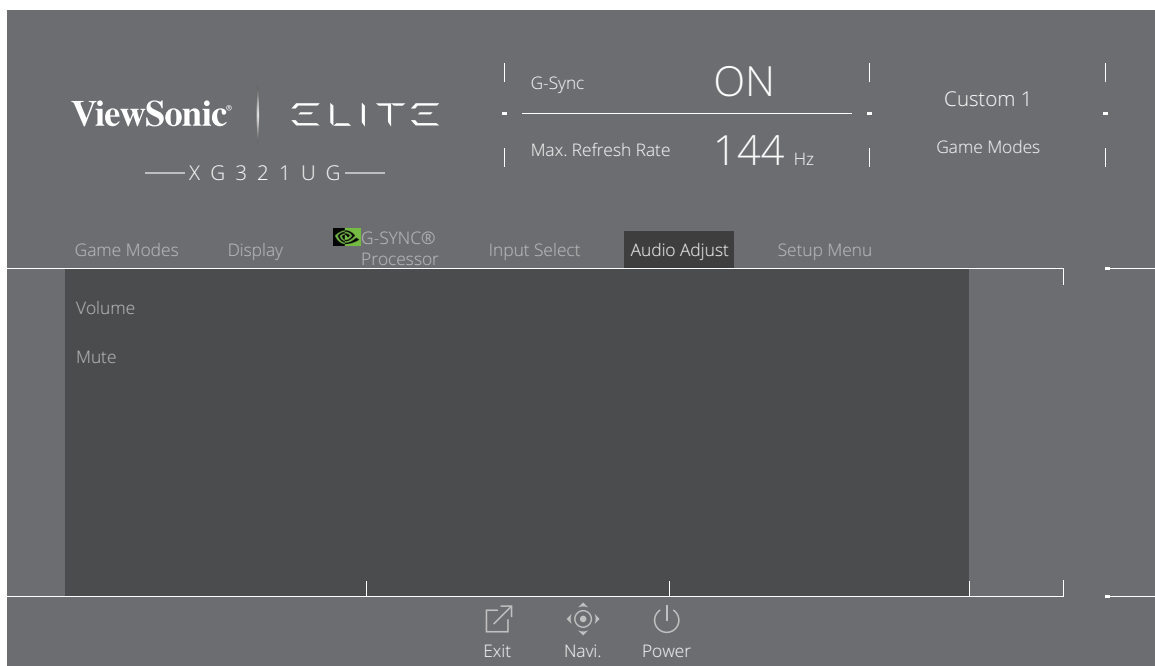 G-Sync ON
ViewSonic® ELITE
Custom 1
Max. Refresh Rate 144 Hz
Game Modes
XG321UG
Game Modes Display G-SYNC® Processor Input Select Audio Adjust Setup Menu
Volume
Mute
Exit Navi. Power